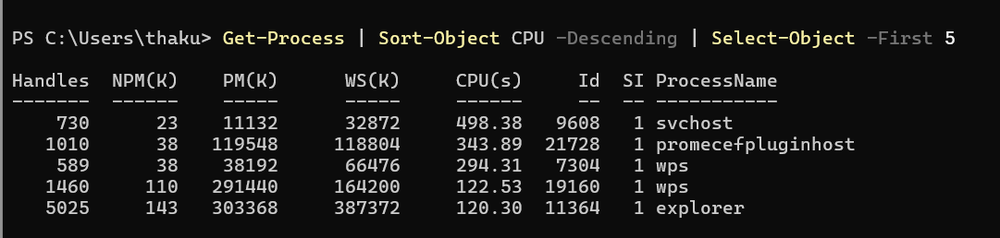 PS C:\Users\thaku> Get-Process | Sort-Object CPU -Descending | Select-Object -First 5
Handles  NPM(K)    PM(K)      WS(K)     CPU(s)     Id  SI ProcessName
-------  ------    -----      -----     ------     --  -- -----------
    730      23    11132      32872     498.38   9608   1 svchost
   1010      38   119548     118804     343.89  21728   1 promecefpluginhost
    589      38    38192      66476     294.31   7304   1 wps
   1460     110   291440     164200     122.53  19160   1 wps
   5025     143   303368     387372     120.30  11364   1 explorer